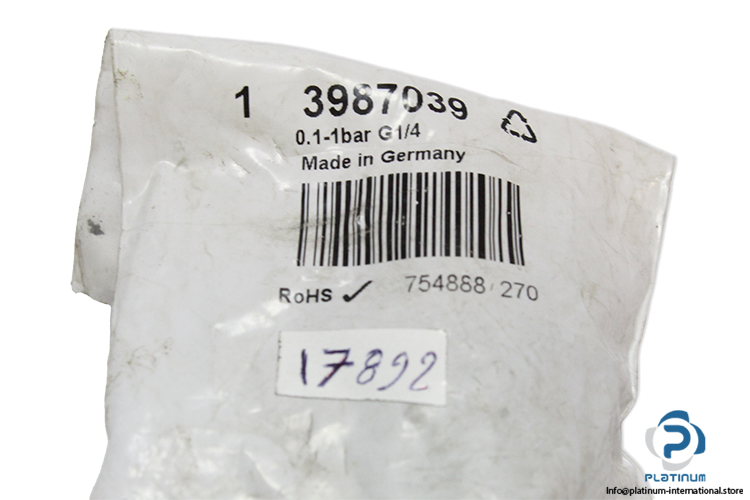 1 3987039
0.1-1bar G1/4
Made in Germany
RoHS ✓ 754888 270
17892
PLATINUM
Info@platinum-international.store